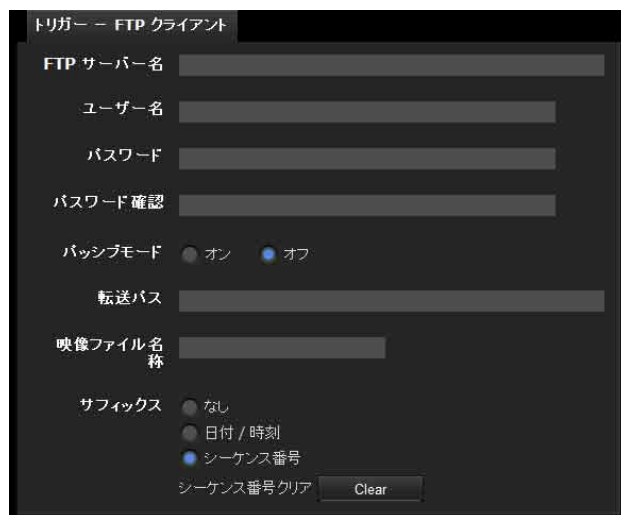 トリガー － FTP クライアント
FTP サーバー名
ユーザー名
パスワード
パスワード確認
パッシブモード オン オフ
転送パス
映像ファイル名
称
サフィックス なし
日付 / 時刻
シーケンス番号
シーケンス番号クリア Clear